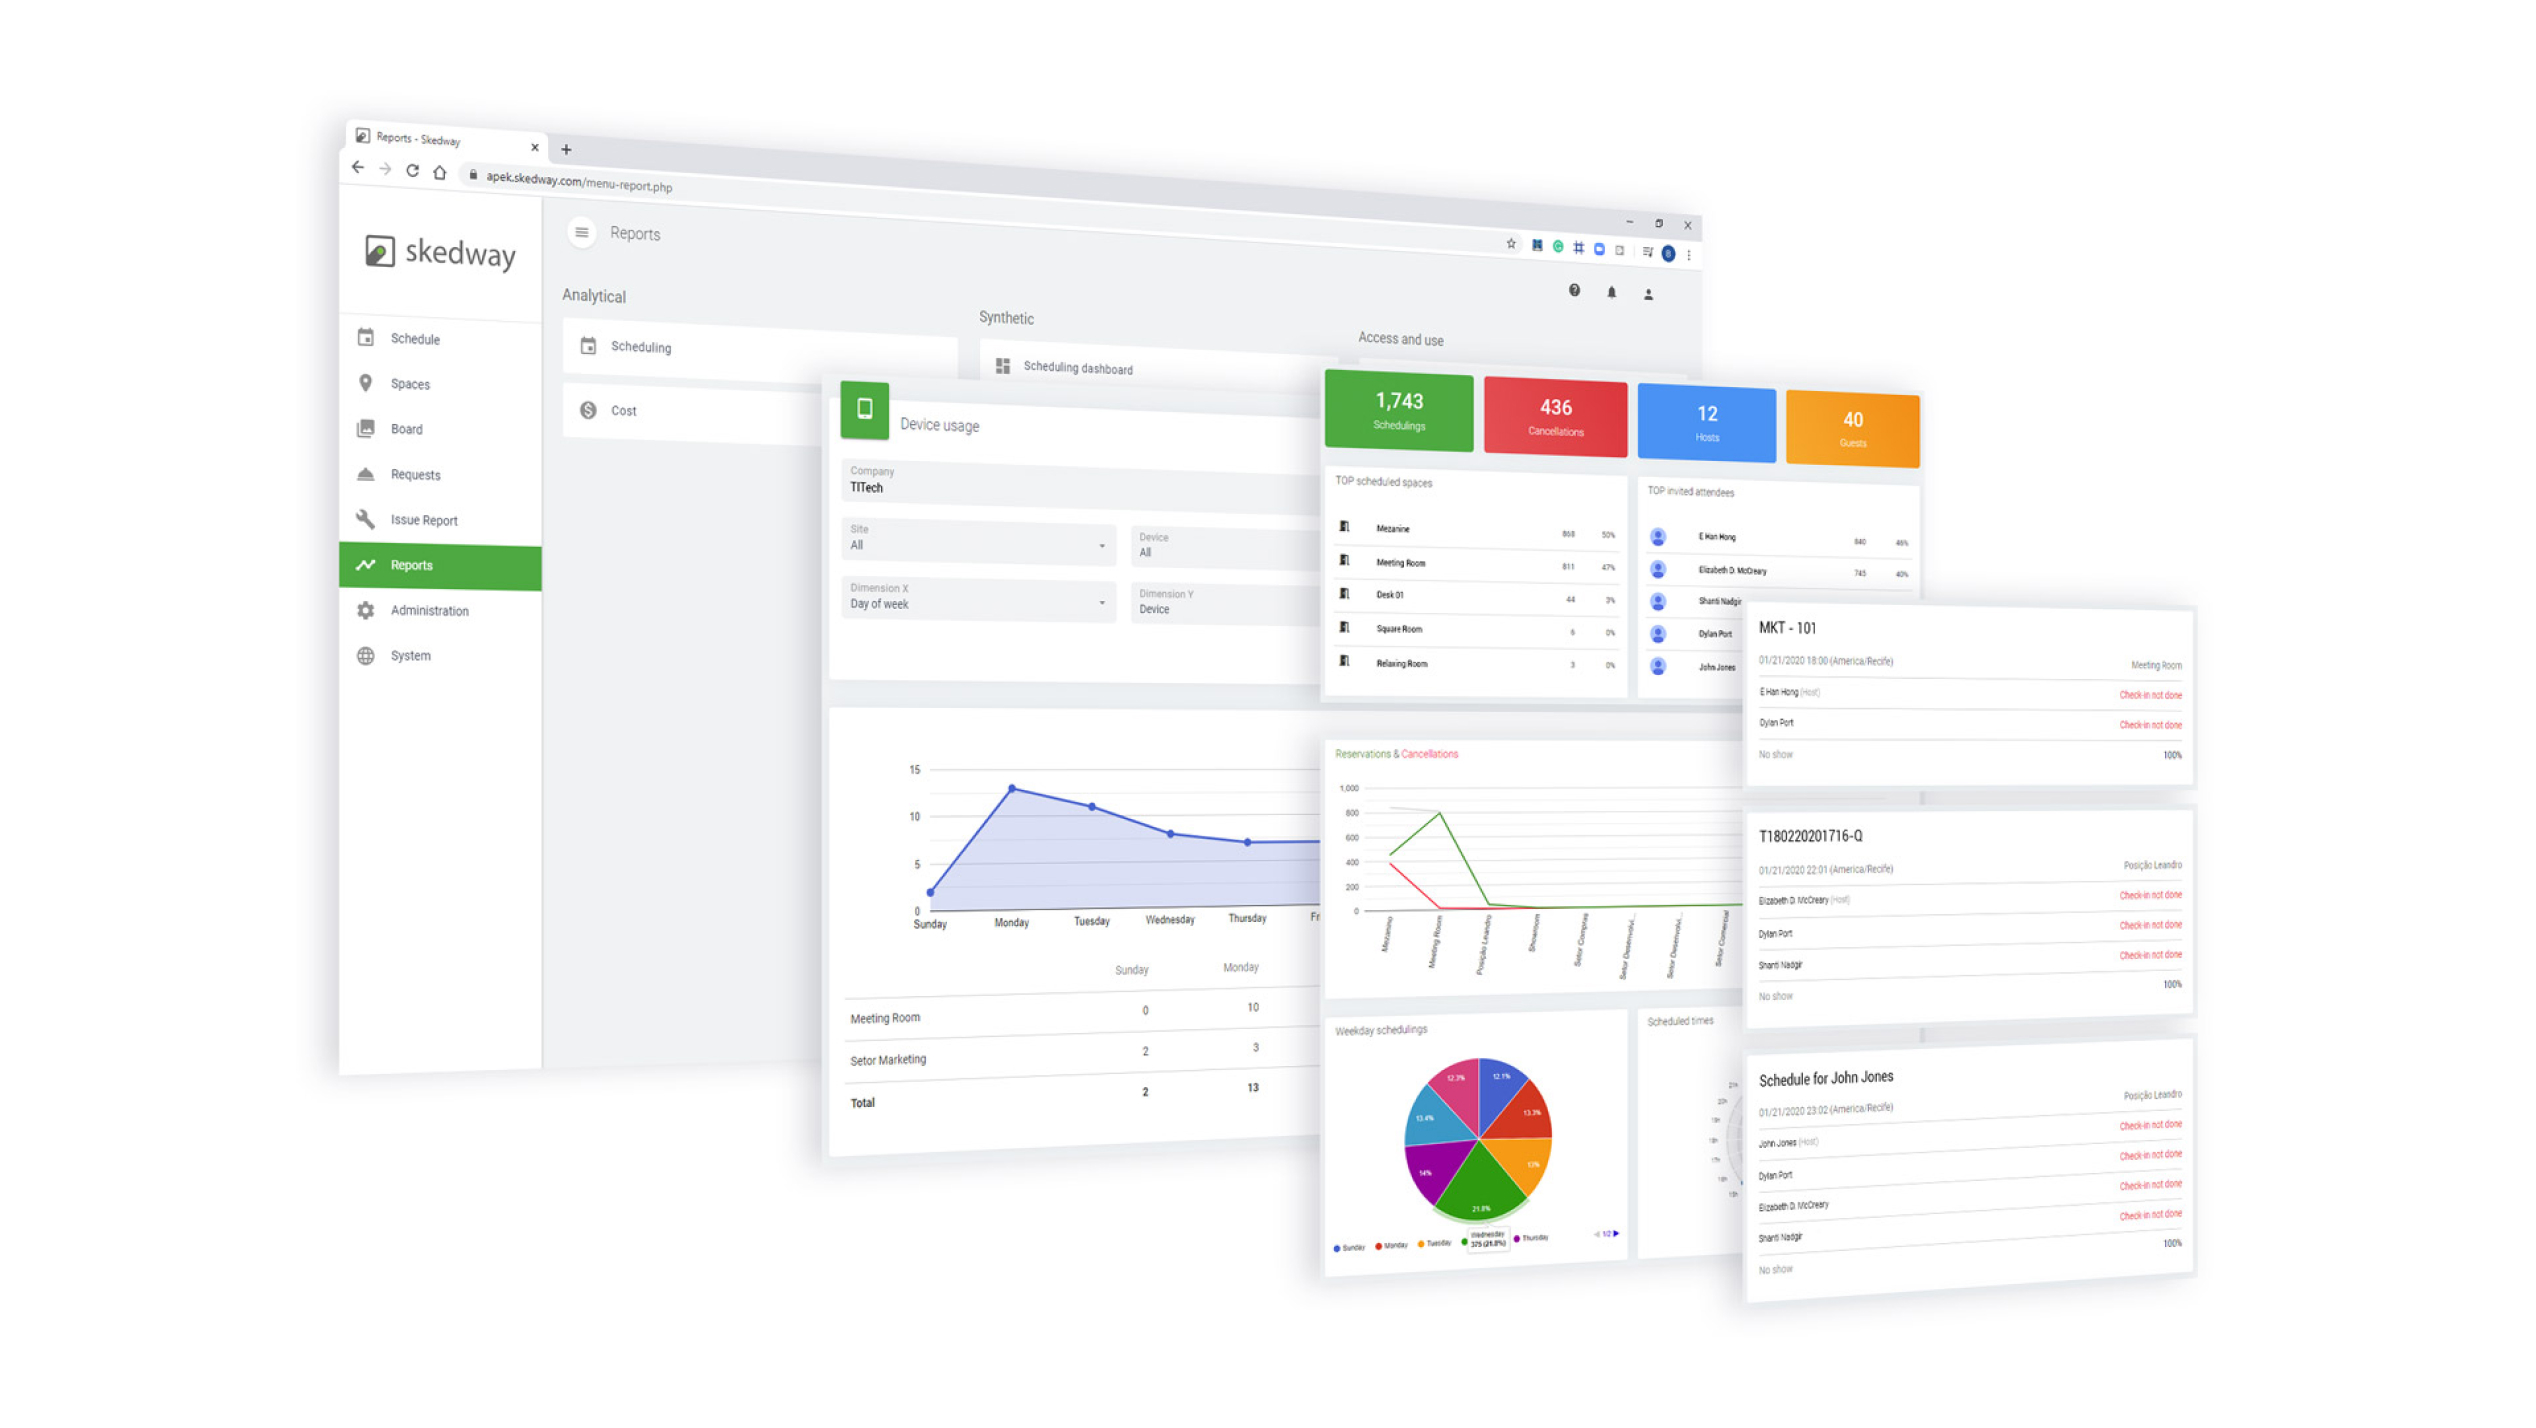 Reports - Skedway
apek.skedway.com/menu-report.php
skedway
Schedule
Spaces
Board
Requests
Issue Report
Reports
Administration
System
Reports
Analytical
Scheduling
Cost
Synthetic
Scheduling dashboard
Access and use
Device usage
Company
TITech
Site
All
Device
All
Dimension X
Day of week
Dimension Y
Device
15
10
5
0
Sunday Monday Tuesday Wednesday Thursday Fr
Sunday Monday
Meeting Room 0 10
Setor Marketing 2 3
Total 2 13
1,743
Schedulings
436
Cancellations
12
Hosts
40
Guests
TOP scheduled spaces
Mezanine 868 50%
Meeting Room 811 47%
Desk 01 44 3%
Square Room 6 0%
Relaxing Room 3 0%
TOP invited attendees
E Han Hong 840 46%
Elizabeth D. McCreary 745 40%
Shanti Nadgir
Dylan Port
John Jones
Reservations & Cancellations
1,000
800
600
400
200
0
Mezanino
Meeting Room
Posição Leandro
Showroom
Setor Compras
Setor Desenvolvi...
Setor Desenvolvi...
Setor Comercial
Weekday schedulings
12.3% 12.1%
13.4% 13.3%
14% 13%
21.8%
Sunday Monday Tuesday Thursday 1/2
Wednesday
375 (21.8%)
Scheduled times
MKT - 101
01/21/2020 18:00 (America/Recife) Meeting Room
E Han Hong (Host) Check-in not done
Dylan Port Check-in not done
No show 100%
T180220201716-Q
01/21/2020 22:01 (America/Recife) Posição Leandro
Elizabeth D. McCreary (Host) Check-in not done
Dylan Port Check-in not done
Shanti Nadgir Check-in not done
No show 100%
Schedule for John Jones
01/21/2020 23:02 (America/Recife) Posição Leandro
John Jones (Host) Check-in not done
Dylan Port Check-in not done
Elizabeth D. McCreary Check-in not done
Shanti Nadgir Check-in not done
No show 100%